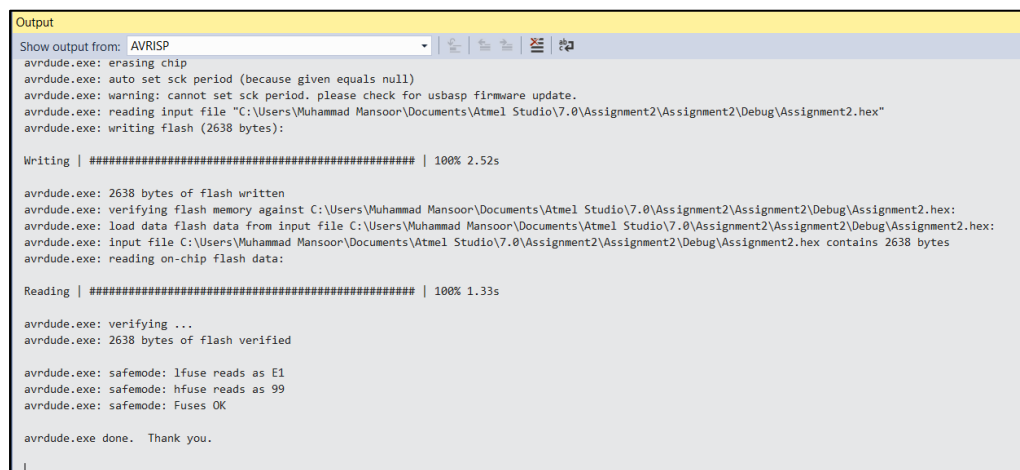 Output
Show output from: AVRISP
avrdude.exe: erasing chip
avrdude.exe: auto set sck period (because given equals null)
avrdude.exe: warning: cannot set sck period. please check for usbasp firmware update.
avrdude.exe: reading input file "C:\Users\Muhammad Mansoor\Documents\Atmel Studio\7.0\Assignment2\Assignment2\Debug\Assignment2.hex"
avrdude.exe: writing flash (2638 bytes):
Writing | ################################################## | 100% 2.52s
avrdude.exe: 2638 bytes of flash written
avrdude.exe: verifying flash memory against C:\Users\Muhammad Mansoor\Documents\Atmel Studio\7.0\Assignment2\Assignment2\Debug\Assignment2.hex:
avrdude.exe: load data flash data from input file C:\Users\Muhammad Mansoor\Documents\Atmel Studio\7.0\Assignment2\Assignment2\Debug\Assignment2.hex:
avrdude.exe: input file C:\Users\Muhammad Mansoor\Documents\Atmel Studio\7.0\Assignment2\Assignment2\Debug\Assignment2.hex contains 2638 bytes
avrdude.exe: reading on-chip flash data:
Reading | ################################################## | 100% 1.33s
avrdude.exe: verifying ...
avrdude.exe: 2638 bytes of flash verified
avrdude.exe: safemode: lfuse reads as E1
avrdude.exe: safemode: hfuse reads as 99
avrdude.exe: safemode: Fuses OK
avrdude.exe done.  Thank you.